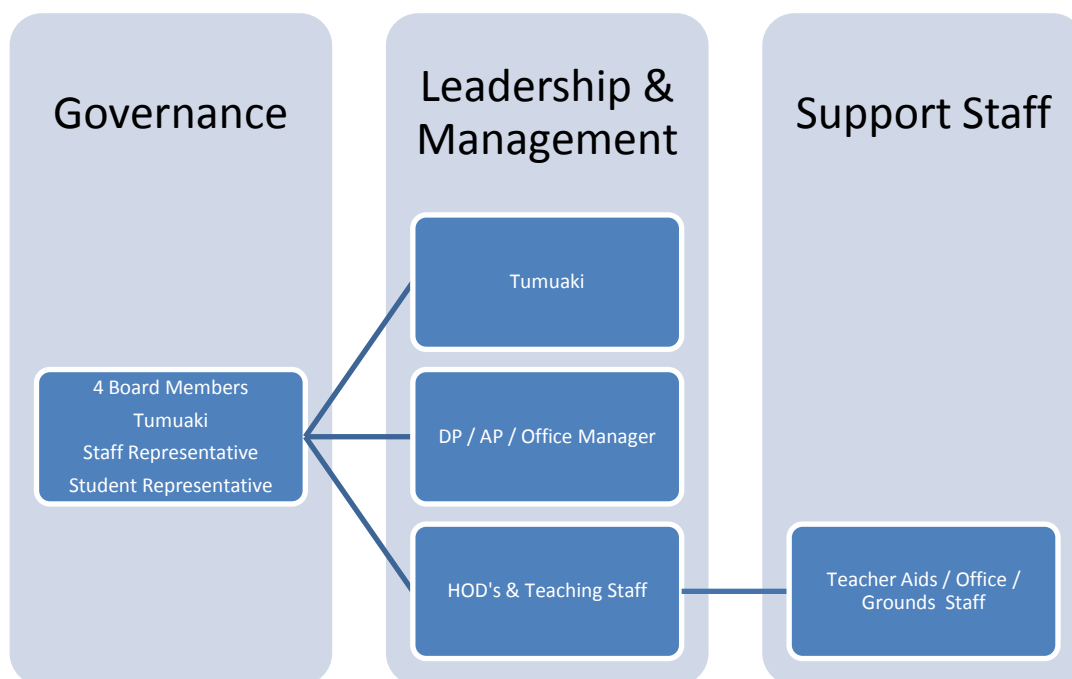 Governance
Leadership &
Management
Support Staff
Tumuaki
4 Board Members
Tumuaki
Staff Representative
Student Representative
DP / AP / Office Manager
HOD's & Teaching Staff
Teacher Aids / Office /
Grounds Staff